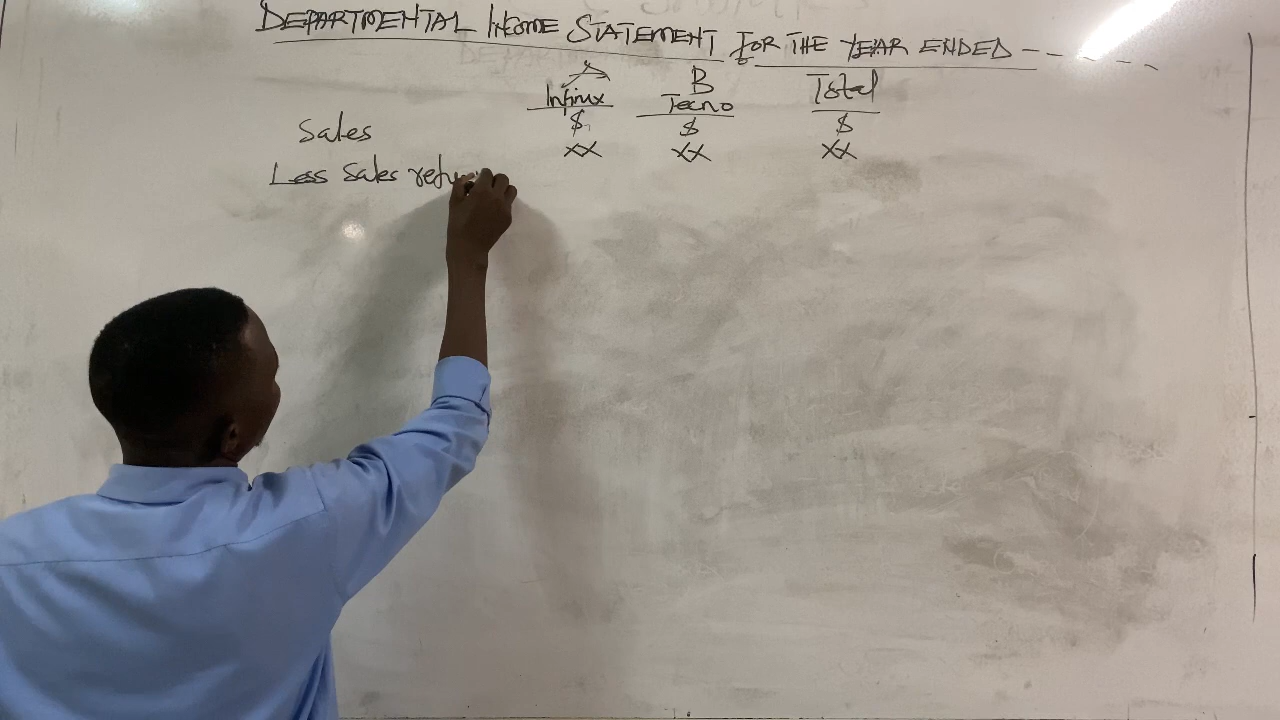 DEPARTMENTAL INCOME STATEMENT FOR THE YEAR ENDED -----
A B Total
Infinix Tecno
$ $ $
Sales XX XX XX
Less Sales retu